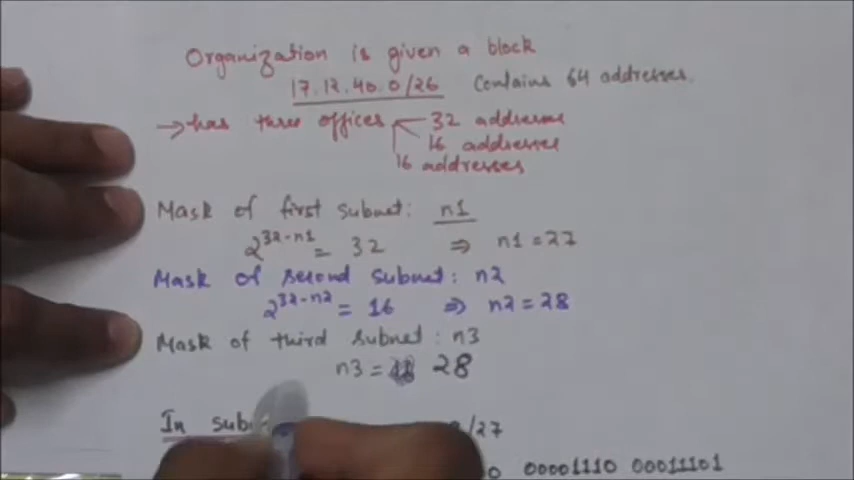 Organization is given a block
17.12.40.0/26 Contains 64 addresses.
→has three offices 32 addresses
16 addresses
16 addresses
Mask of first subnet: n1
2^32-n1 = 32 ⇒ n1 = 27
Mask of second subnet: n2
2^32-n2 = 16 ⇒ n2 = 28
Mask of third subnet: n3
n3 = 28
In /27
00001110 00011101